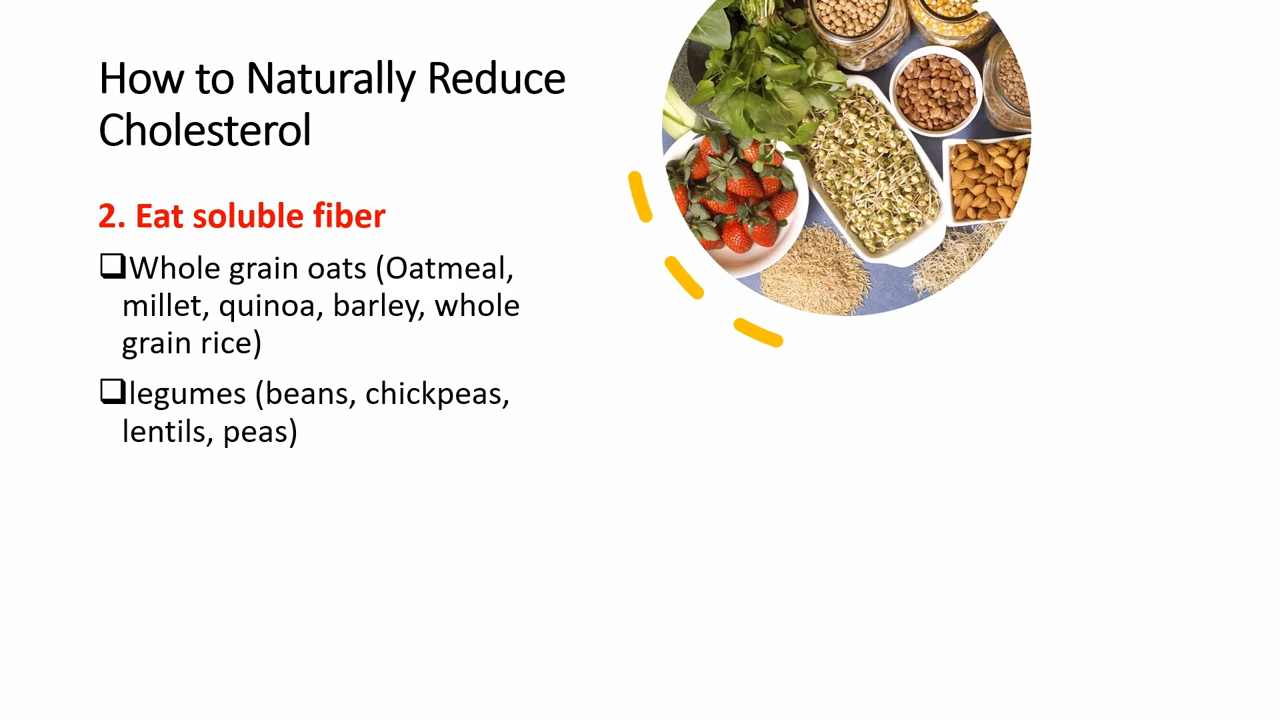 How to Naturally Reduce
Cholesterol
2. Eat soluble fiber
❑Whole grain oats (Oatmeal,
millet, quinoa, barley, whole
grain rice)
❑legumes (beans, chickpeas,
lentils, peas)